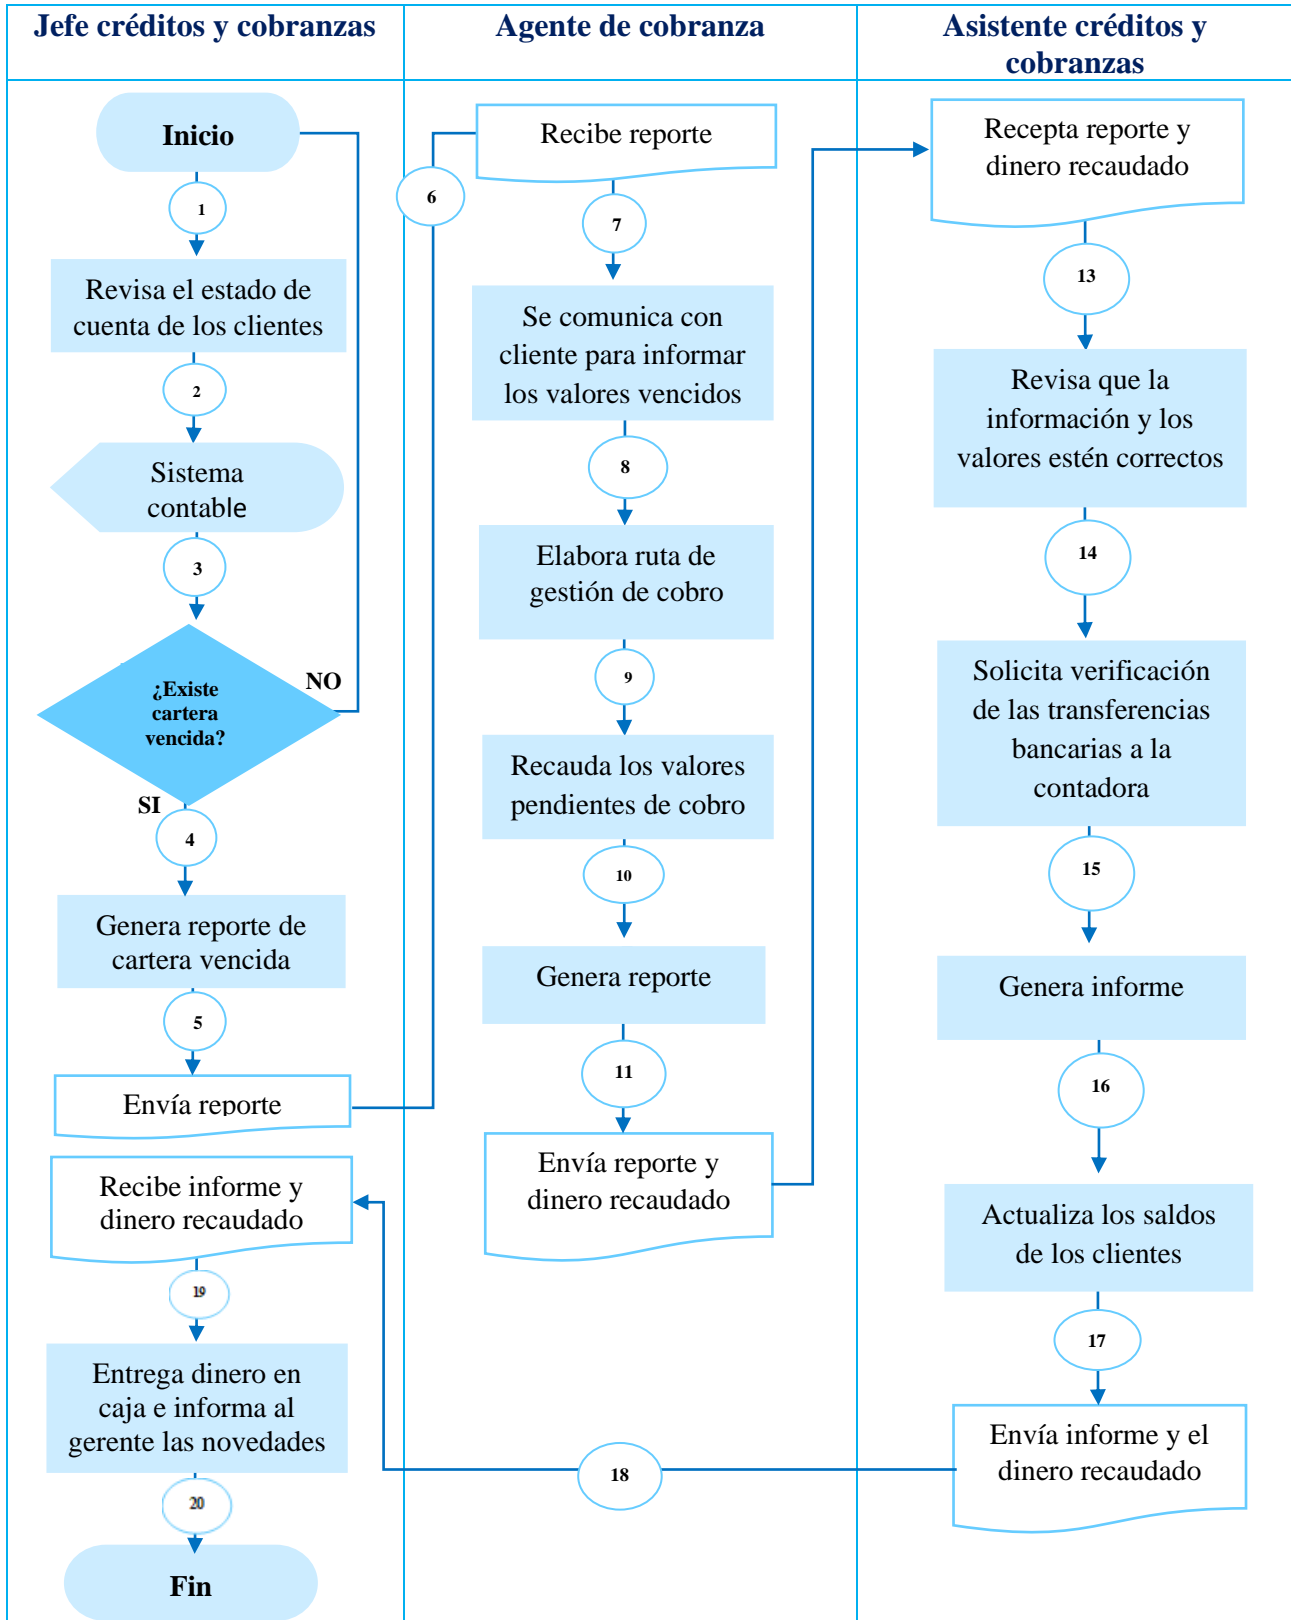 Jefe créditos y cobranzas
Agente de cobranza
Asistente créditos y
cobranzas
Inicio
1
Revisa el estado de
cuenta de los clientes
2
Sistema
contable
3
¿Existe
cartera
vencida?
NO
SI
4
Genera reporte de
cartera vencida
5
Envía reporte
6
Recibe reporte
7
Se comunica con
cliente para informar
los valores vencidos
8
Elabora ruta de
gestión de cobro
9
Recauda los valores
pendientes de cobro
10
Genera reporte
11
Envía reporte y
dinero recaudado
Recepta reporte y
dinero recaudado
13
Revisa que la
información y los
valores estén correctos
14
Solicita verificación
de las transferencias
bancarias a la
contadora
15
Genera informe
16
Actualiza los saldos
de los clientes
17
Envía informe y el
dinero recaudado
18
Recibe informe y
dinero recaudado
19
Entrega dinero en
caja e informa al
gerente las novedades
20
Fin